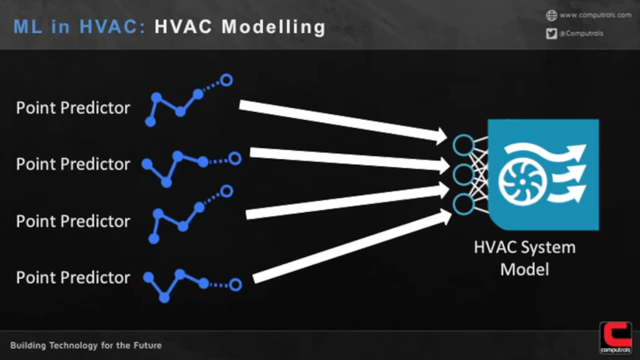 ML in HVAC: HVAC Modelling
www.computrols.com
@Computrols
Point Predictor
Point Predictor
Point Predictor
Point Predictor
HVAC System
Model
Building Technology for the Future
computrols